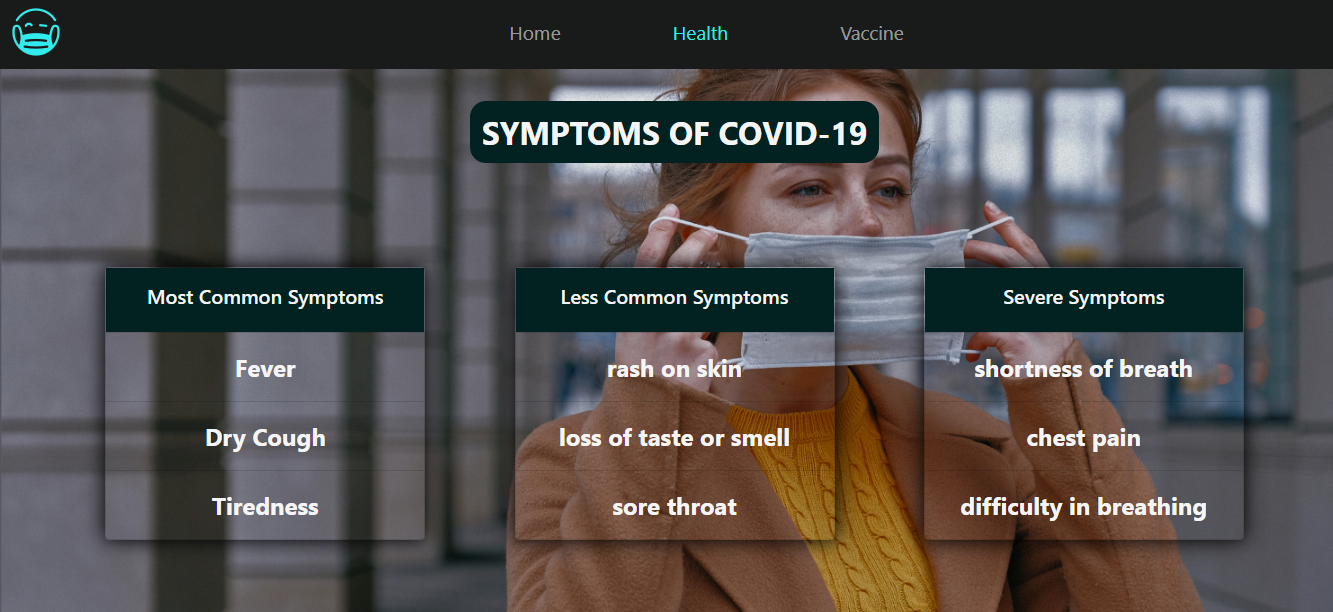 Home Health Vaccine
SYMPTOMS OF COVID-19
Most Common Symptoms
Fever
Dry Cough
Tiredness
Less Common Symptoms
rash on skin
loss of taste or smell
sore throat
Severe Symptoms
shortness of breath
chest pain
difficulty in breathing